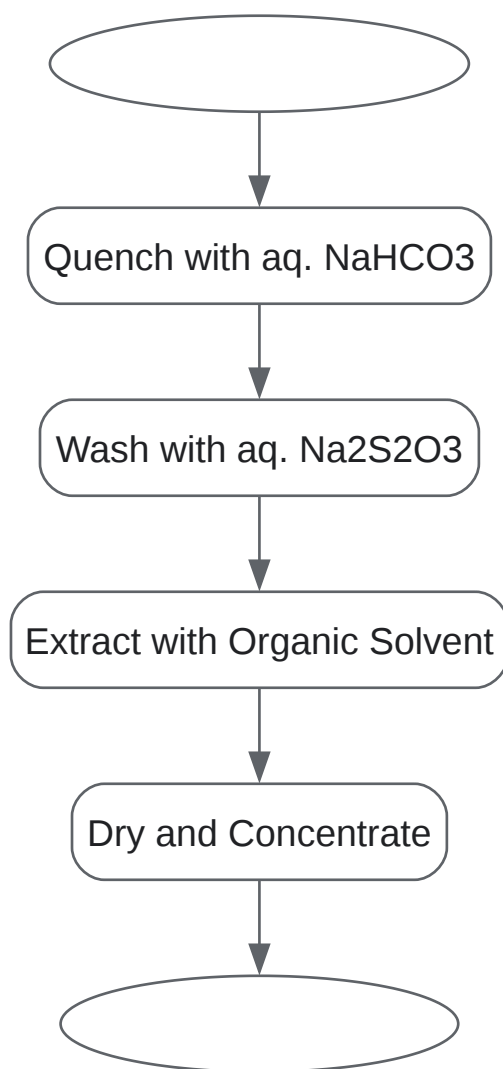 Quench with aq. NaHCO3
Wash with aq. Na2S2O3
Extract with Organic Solvent
Dry and Concentrate